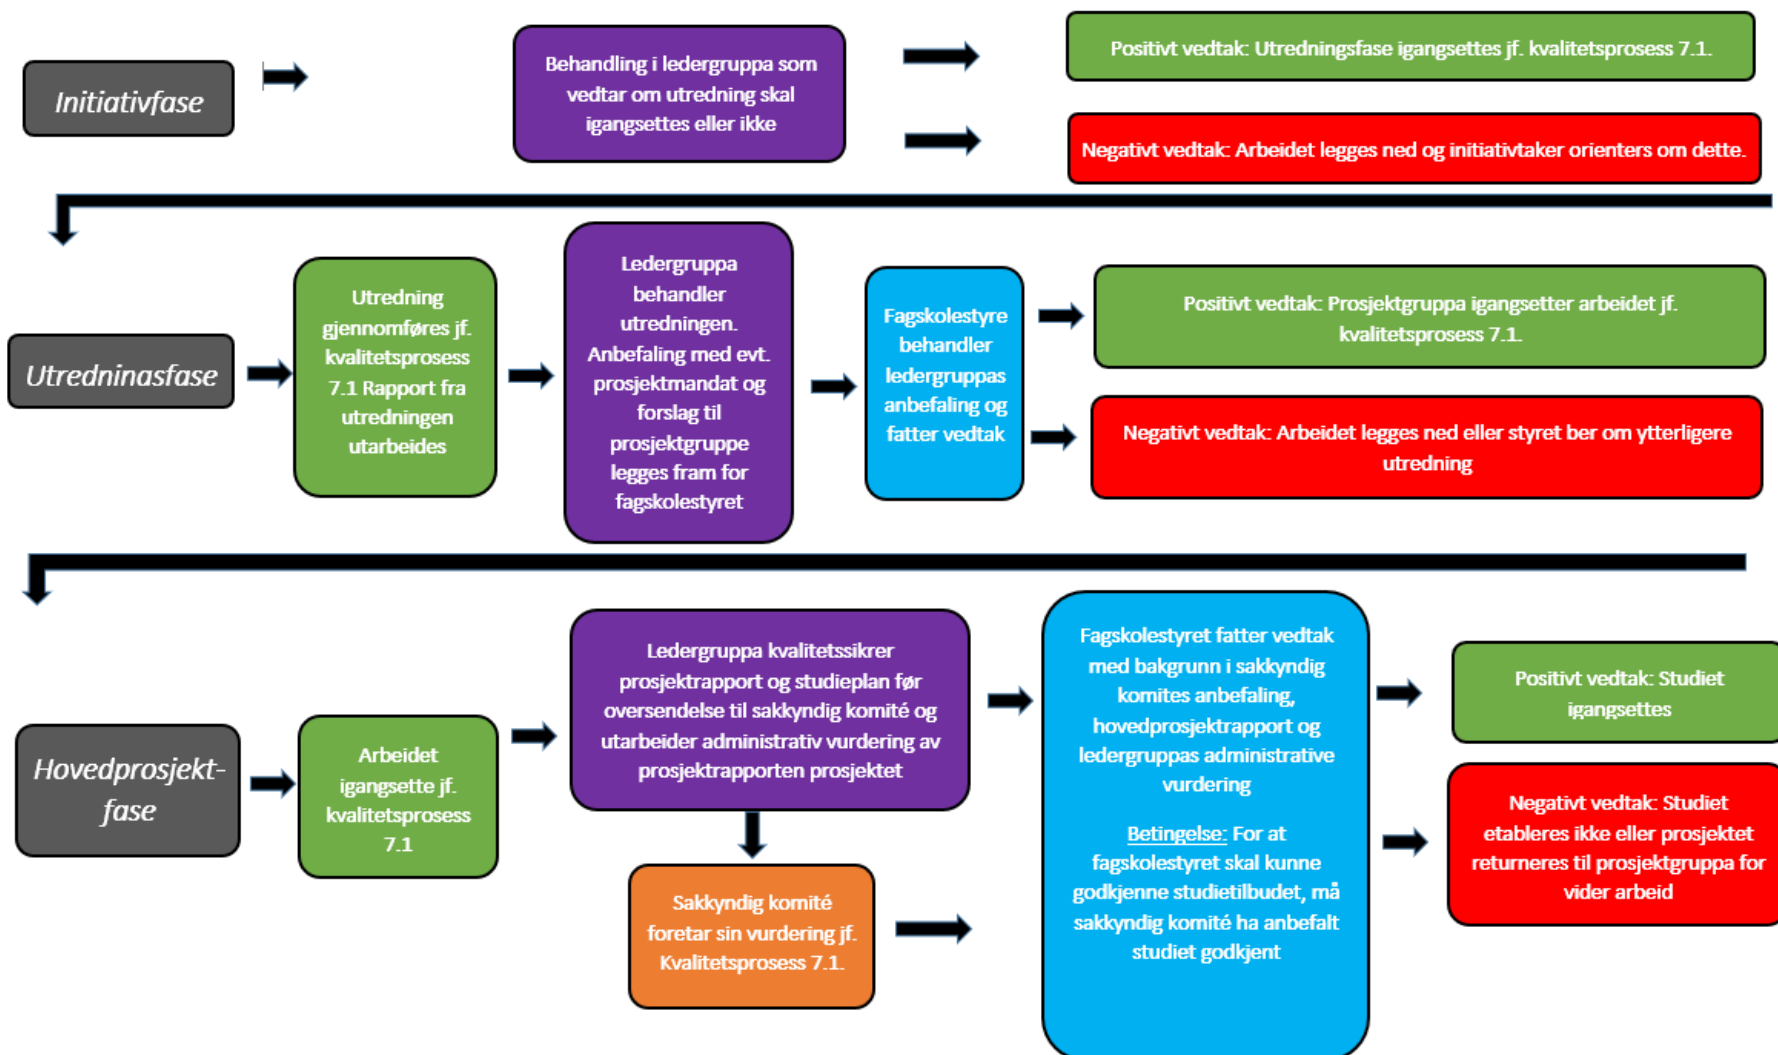 Initiativfase
Behandling i ledergruppa som
vedtar om utredning skal
igangsettes eller ikke
Positivt vedtak: Utredningsfase igangsettes jf. kvalitetsprosess 7.1.
Negativt vedtak: Arbeidet legges ned og initiativtaker orienters om dette.
Utredninasfase
Utredning
gjennomføres jf.
kvalitetsprosess
7.1 Rapport fra
utredningen
utarbeides
Ledergruppa
behandler
utredningen.
Anbefaling med evt.
prosjektmandat og
forslag til
prosjektgruppe
legges fram for
fagskolestyret
Fagskolestyre
behandler
ledergruppas
anbefaling og
fatter vedtak
Positivt vedtak: Prosjektgruppa igangsetter arbeidet jf.
kvalitetsprosess 7.1.
Negativt vedtak: Arbeidet legges ned eller styret ber om ytterligere
utredning
Hovedprosjekt-
fase
Arbeidet
igangsette jf.
kvalitetsprosess
7.1
Ledergruppa kvalitetssikrer
prosjektrapport og studieplan før
oversendelse til sakkyndig komité og
utarbeider administrativ vurdering av
prosjektrapporten prosjektet
Sakkyndig komité
foretar sin vurdering jf.
Kvalitetsprosess 7.1.
Fagskolestyret fatter vedtak
med bakgrunn i sakkyndig
komites anbefaling,
hovedprosjektrapport og
ledergruppas administrative
vurdering
Betingelse: For at
fagskolestyret skal kunne
godkjenne studietilbudet, må
sakkyndig komité ha anbefalt
studiet godkjent
Positivt vedtak: Studiet
igangsettes
Negativt vedtak: Studiet
etableres ikke eller prosjektet
returneres til prosjektgruppa for
vider arbeid